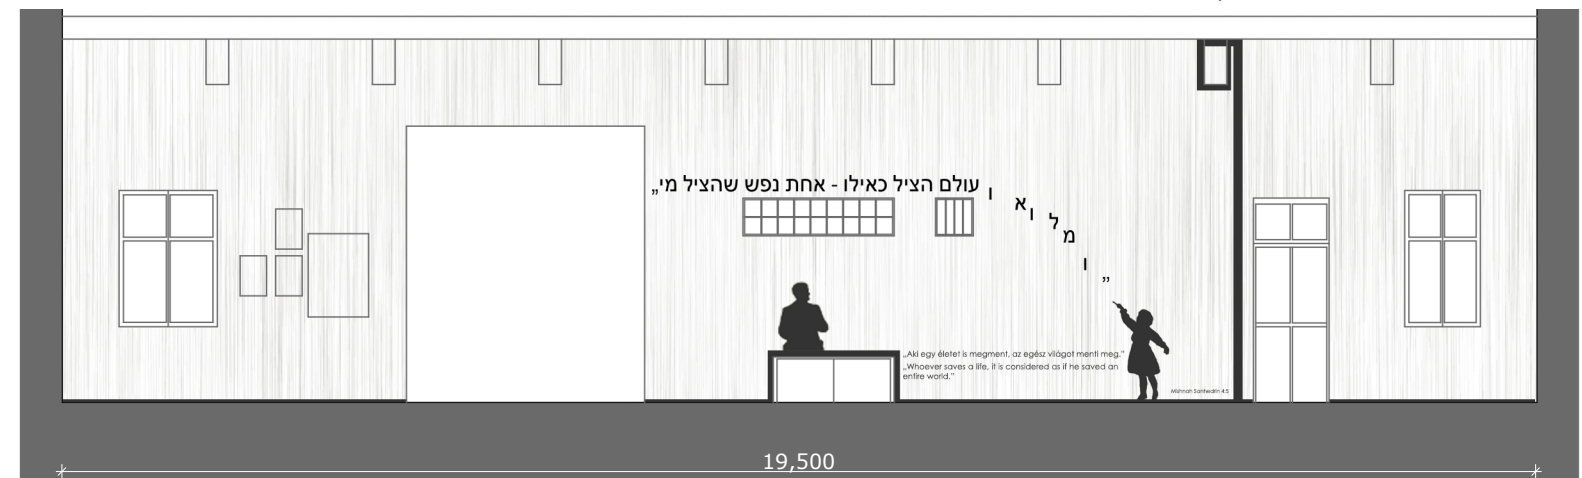 „ ו מ ל ו א ו עולם הציל כאילו - אחת נפש שהציל מי„
„Aki egy életet is megment, az egész világot menti meg.”
„Whoever saves a life, it is considered as if he saved an
entire world.”
Mishnah Sanhedrin 4:5
19,500